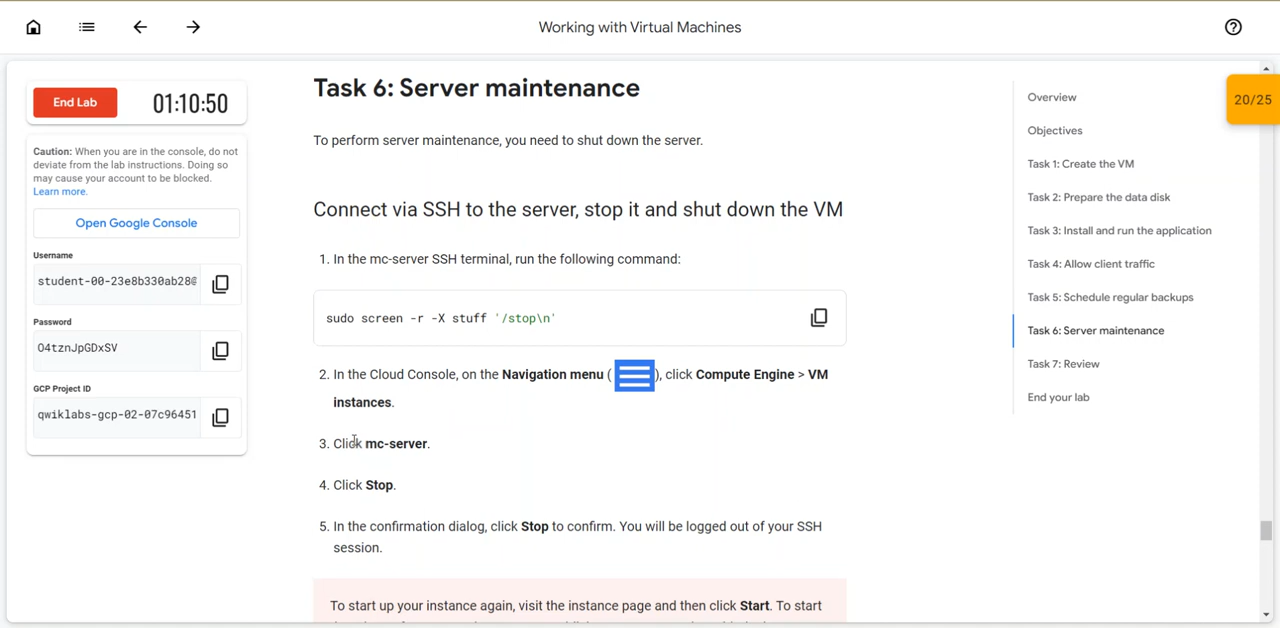 Working with Virtual Machines
End Lab
01:10:50
Caution: When you are in the console, do not
deviate from the lab instructions. Doing so
may cause your account to be blocked.
Learn more.
Open Google Console
Username
student-00-23e8b330ab28@
Password
04tznJpGDxSV
GCP Project ID
qwiklabs-gcp-02-07c96451
Task 6: Server maintenance
To perform server maintenance, you need to shut down the server.
Connect via SSH to the server, stop it and shut down the VM
1. In the mc-server SSH terminal, run the following command:
sudo screen -r -X stuff '/stop\n'
2. In the Cloud Console, on the Navigation menu ( ), click Compute Engine > VM
instances.
3. Click mc-server.
4. Click Stop.
5. In the confirmation dialog, click Stop to confirm. You will be logged out of your SSH
session.
To start up your instance again, visit the instance page and then click Start. To start
Overview
Objectives
Task 1: Create the VM
Task 2: Prepare the data disk
Task 3: Install and run the application
Task 4: Allow client traffic
Task 5: Schedule regular backups
Task 6: Server maintenance
Task 7: Review
End your lab
20/25